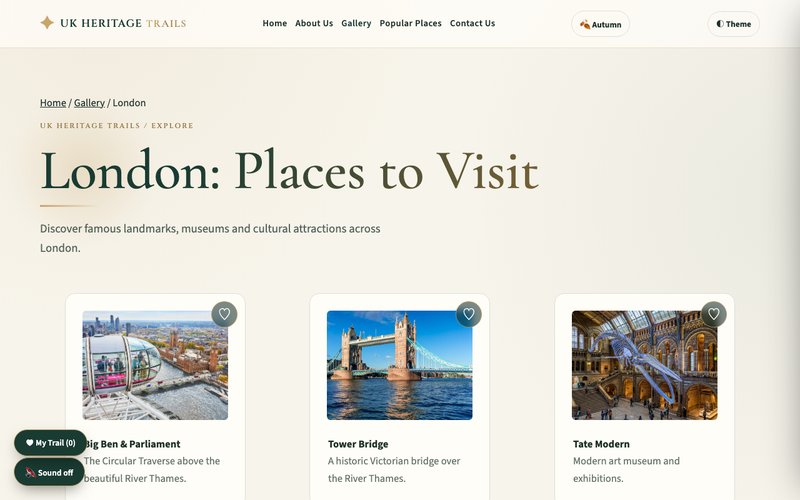 UK HERITAGE TRAILS
Home About Us Gallery Popular Places Contact Us
Autumn
Theme
Home / Gallery / London
UK HERITAGE TRAILS / EXPLORE
London: Places to Visit
Discover famous landmarks, museums and cultural attractions across
London.
Big Ben & Parliament
The Circular Traverse above the
beautiful River Thames.
Tower Bridge
A historic Victorian bridge over
the River Thames.
Tate Modern
Modern art museum and
exhibitions.
My Trail (0)
Sound off